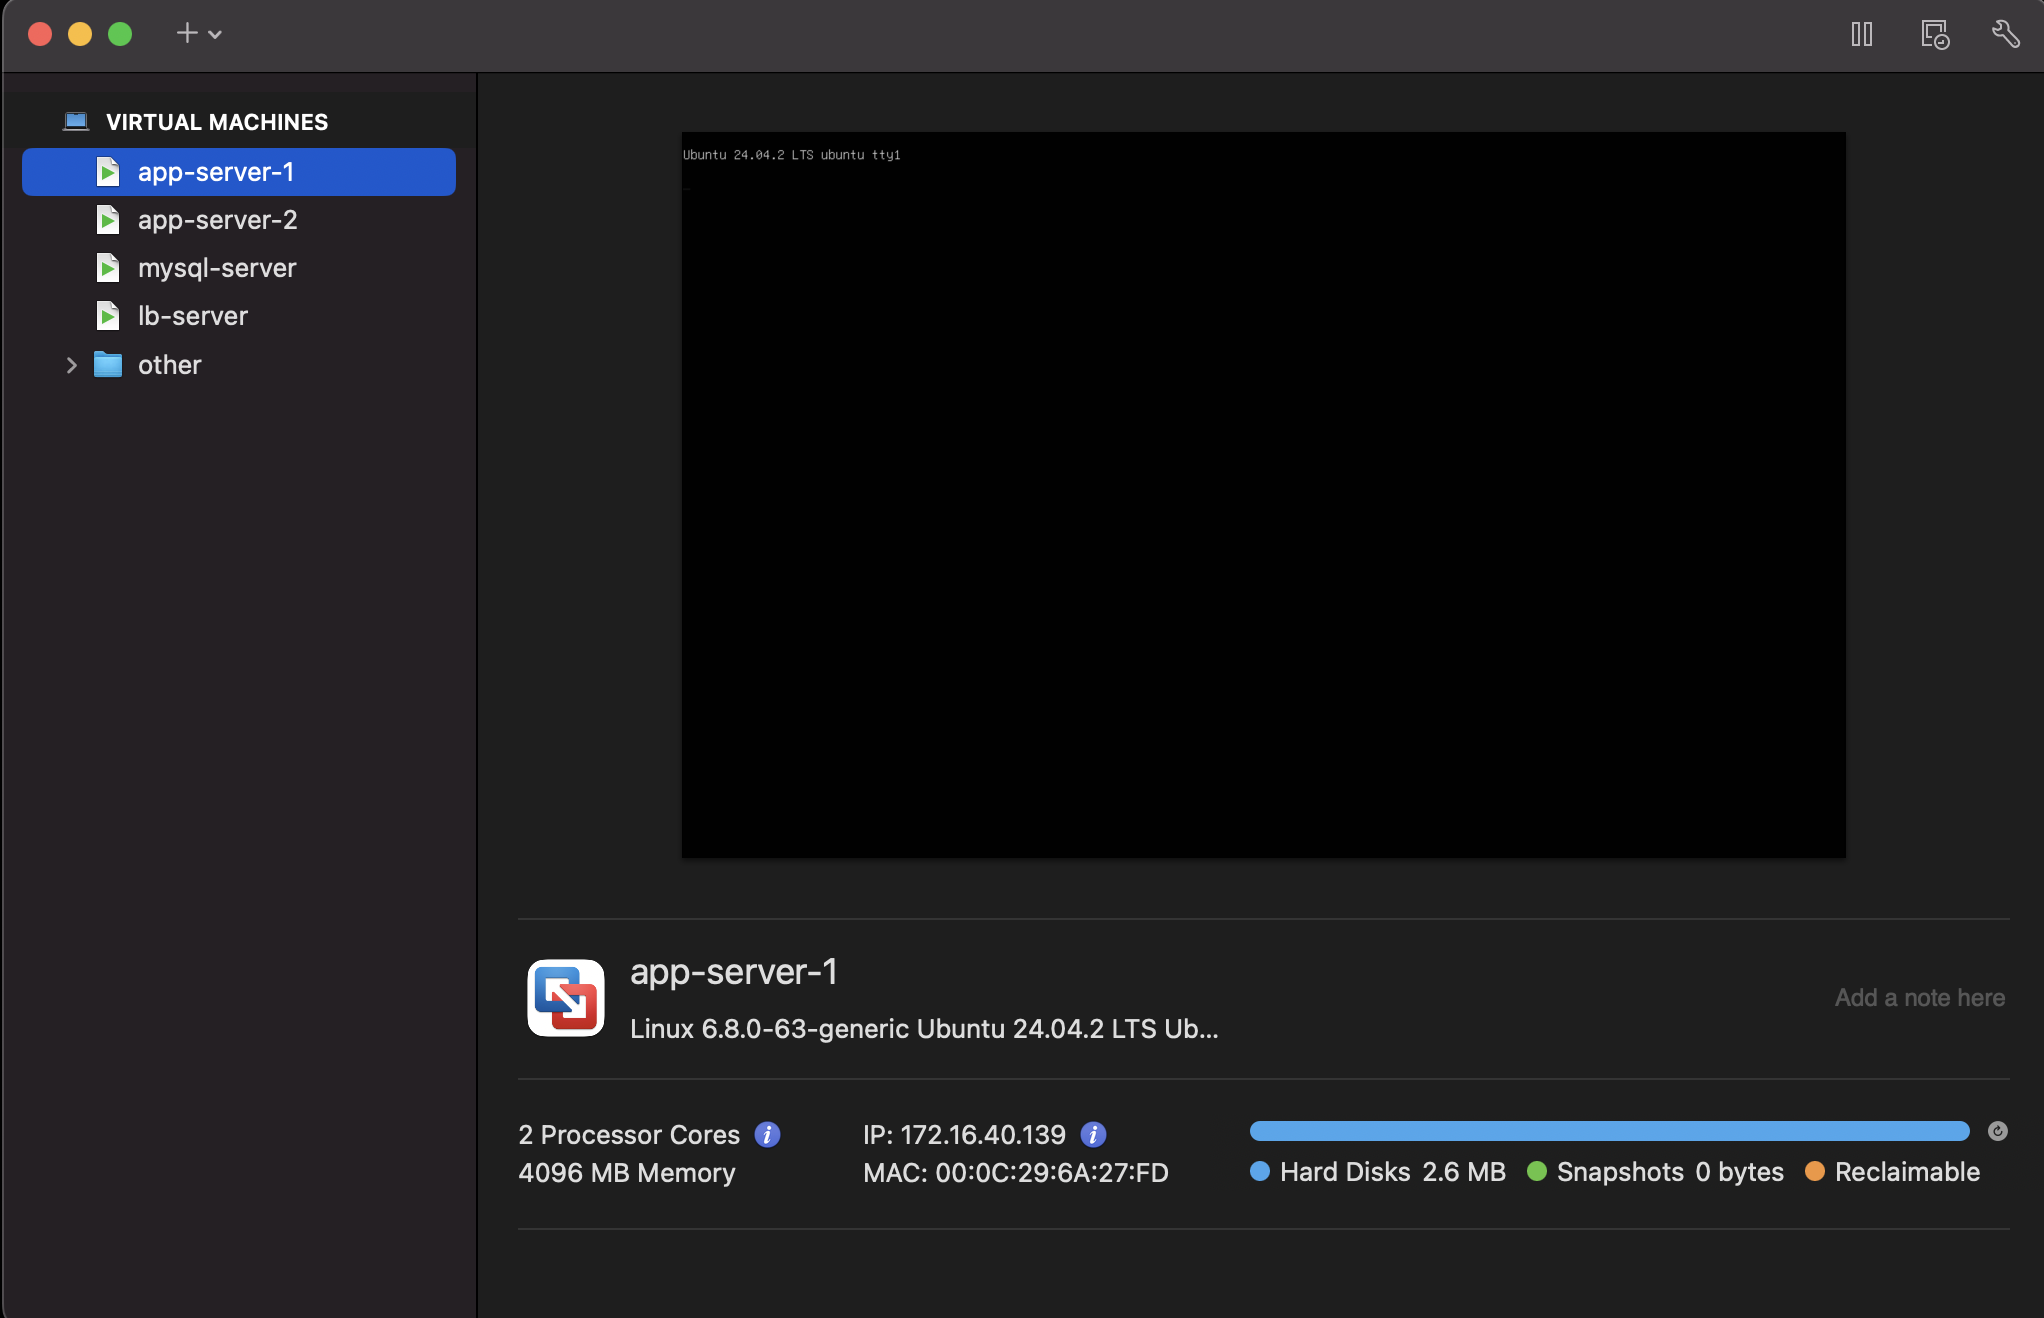 VIRTUAL MACHINES
app-server-1
app-server-2
mysql-server
lb-server
other
Ubuntu 24.04.2 LTS ubuntu tty1
app-server-1
Linux 6.8.0-63-generic Ubuntu 24.04.2 LTS Ub...
Add a note here
2 Processor Cores
4096 MB Memory
IP: 172.16.40.139
MAC: 00:0C:29:6A:27:FD
Hard Disks 2.6 MB Snapshots 0 bytes Reclaimable